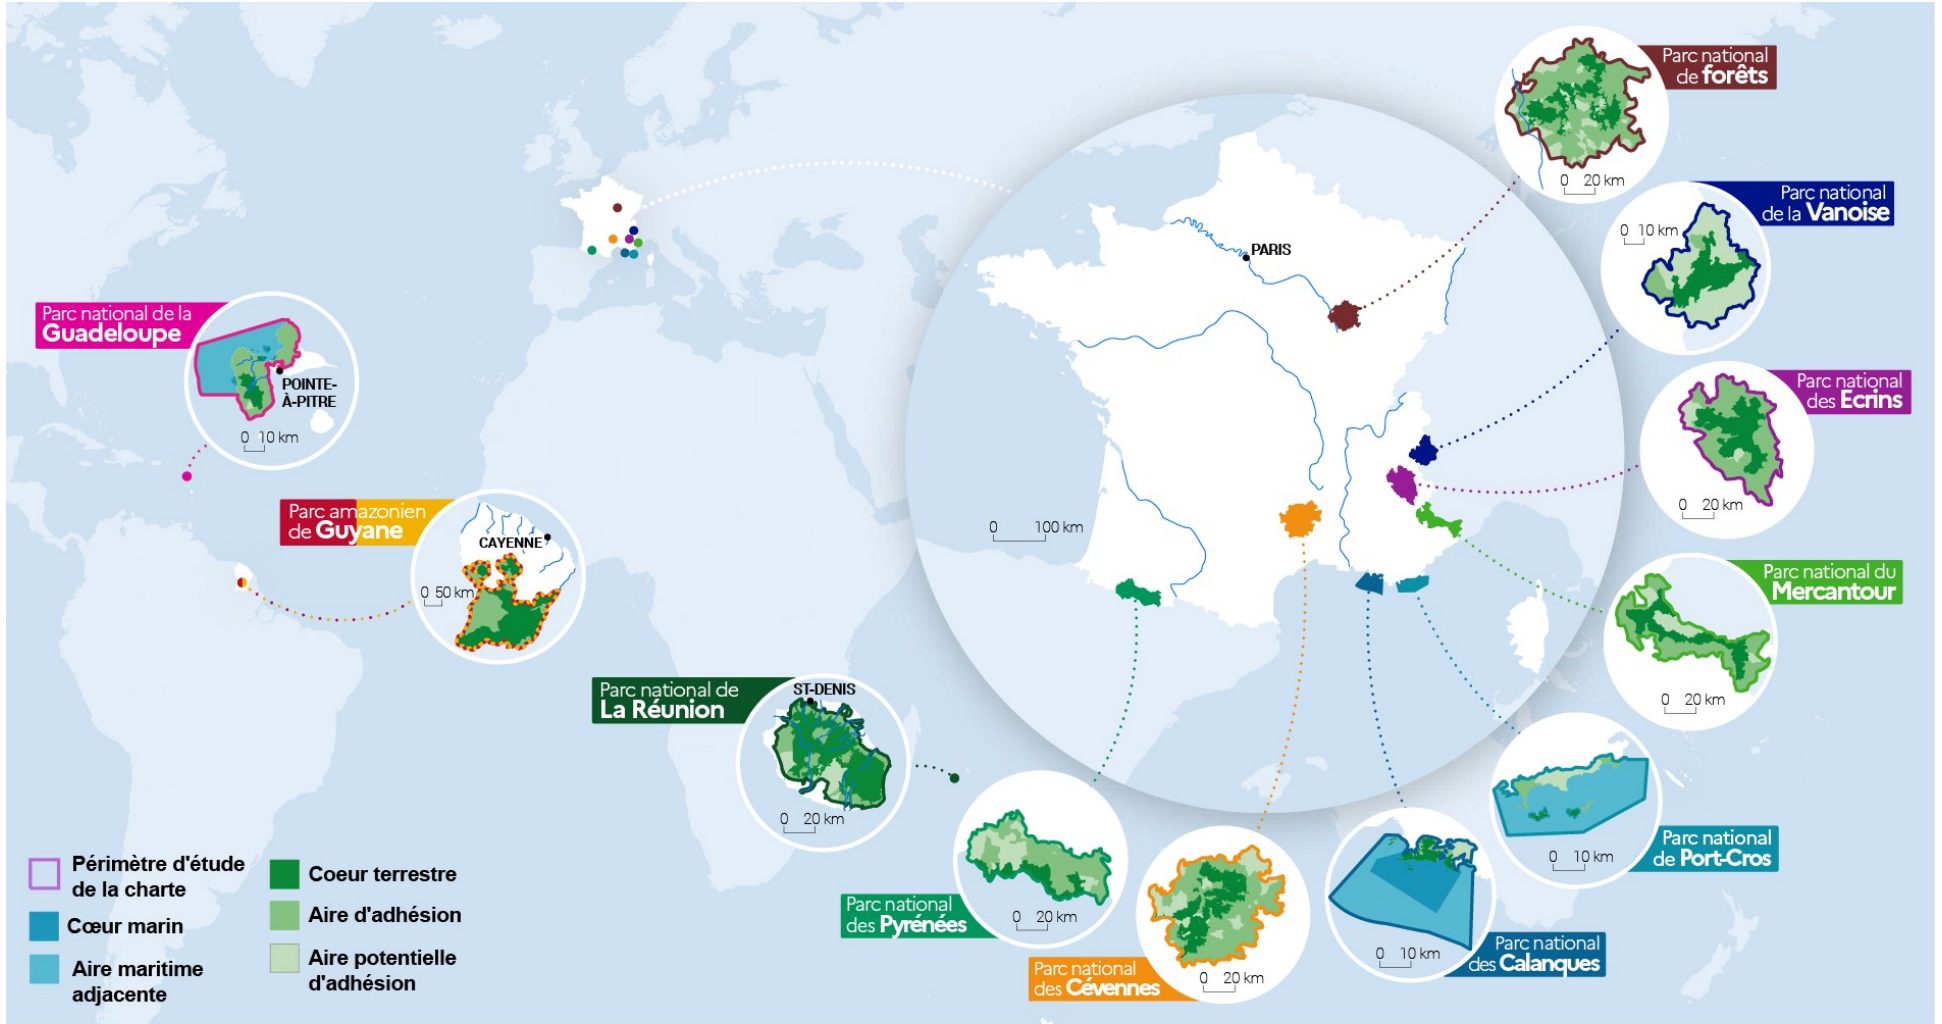 Parc national
de forêts
0 20 km
Parc national
de la Vanoise
0 10 km
PARIS
Parc national de la
Guadeloupe
POINTE-
À-PITRE
0 10 km
Parc national
des Ecrins
0 20 km
Parc amazonien
de Guyane
CAYENNE
0 50 km
0 100 km
Parc national du
Mercantour
0 20 km
Parc national de
La Réunion
ST-DENIS
0 20 km
Parc national
de Port-Cros
0 10 km
Parc national
des Pyrénées
0 20 km
Parc national
des Cévennes
0 20 km
Parc national
des Calanques
0 10 km
Périmètre d'étude
de la charte
Cœur marin
Aire maritime
adjacente
Coeur terrestre
Aire d'adhésion
Aire potentielle
d'adhésion